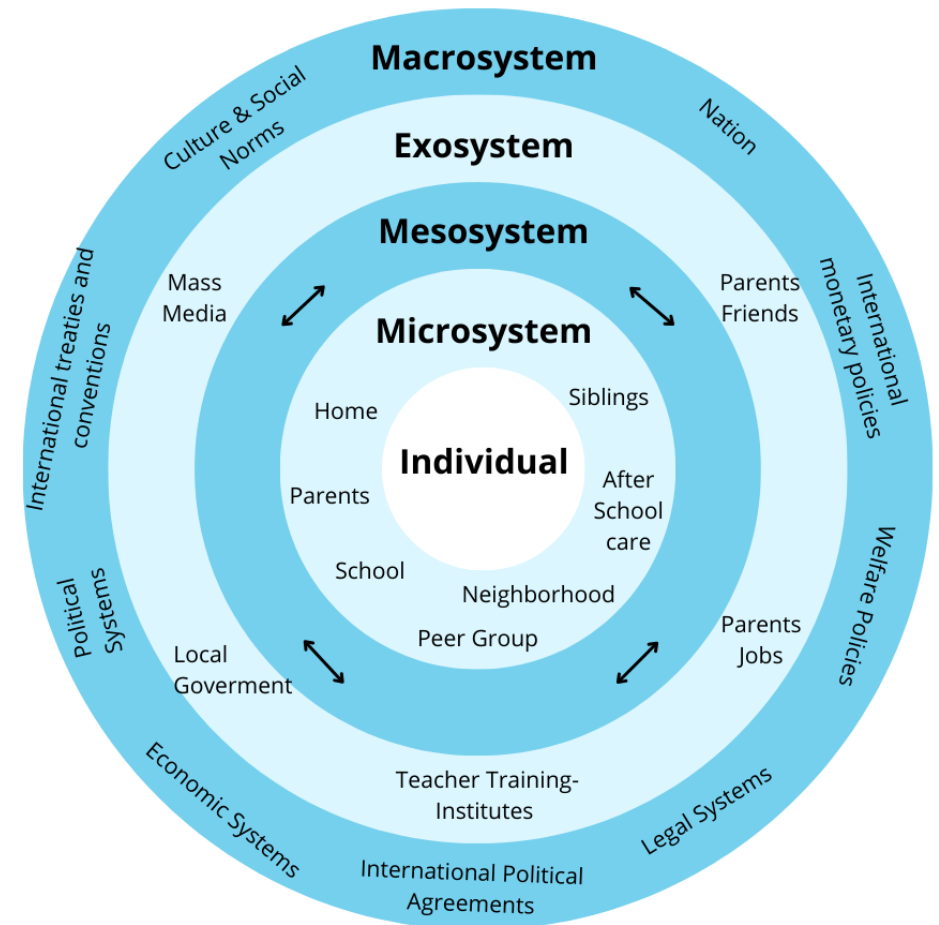 Macrosystem
Culture & Social
Norms
Nation
Exosystem
Mesosystem
International treaties and
conventions
Mass
Media
Parents
Friends
International
monetary policies
Microsystem
Home
Siblings
Individual
Parents
After
School
care
School
Neighborhood
Peer Group
Political
Systems
Local
Goverment
Parents
Jobs
Welfare Policies
Economic Systems
Teacher Training-
Institutes
Legal Systems
International Political
Agreements